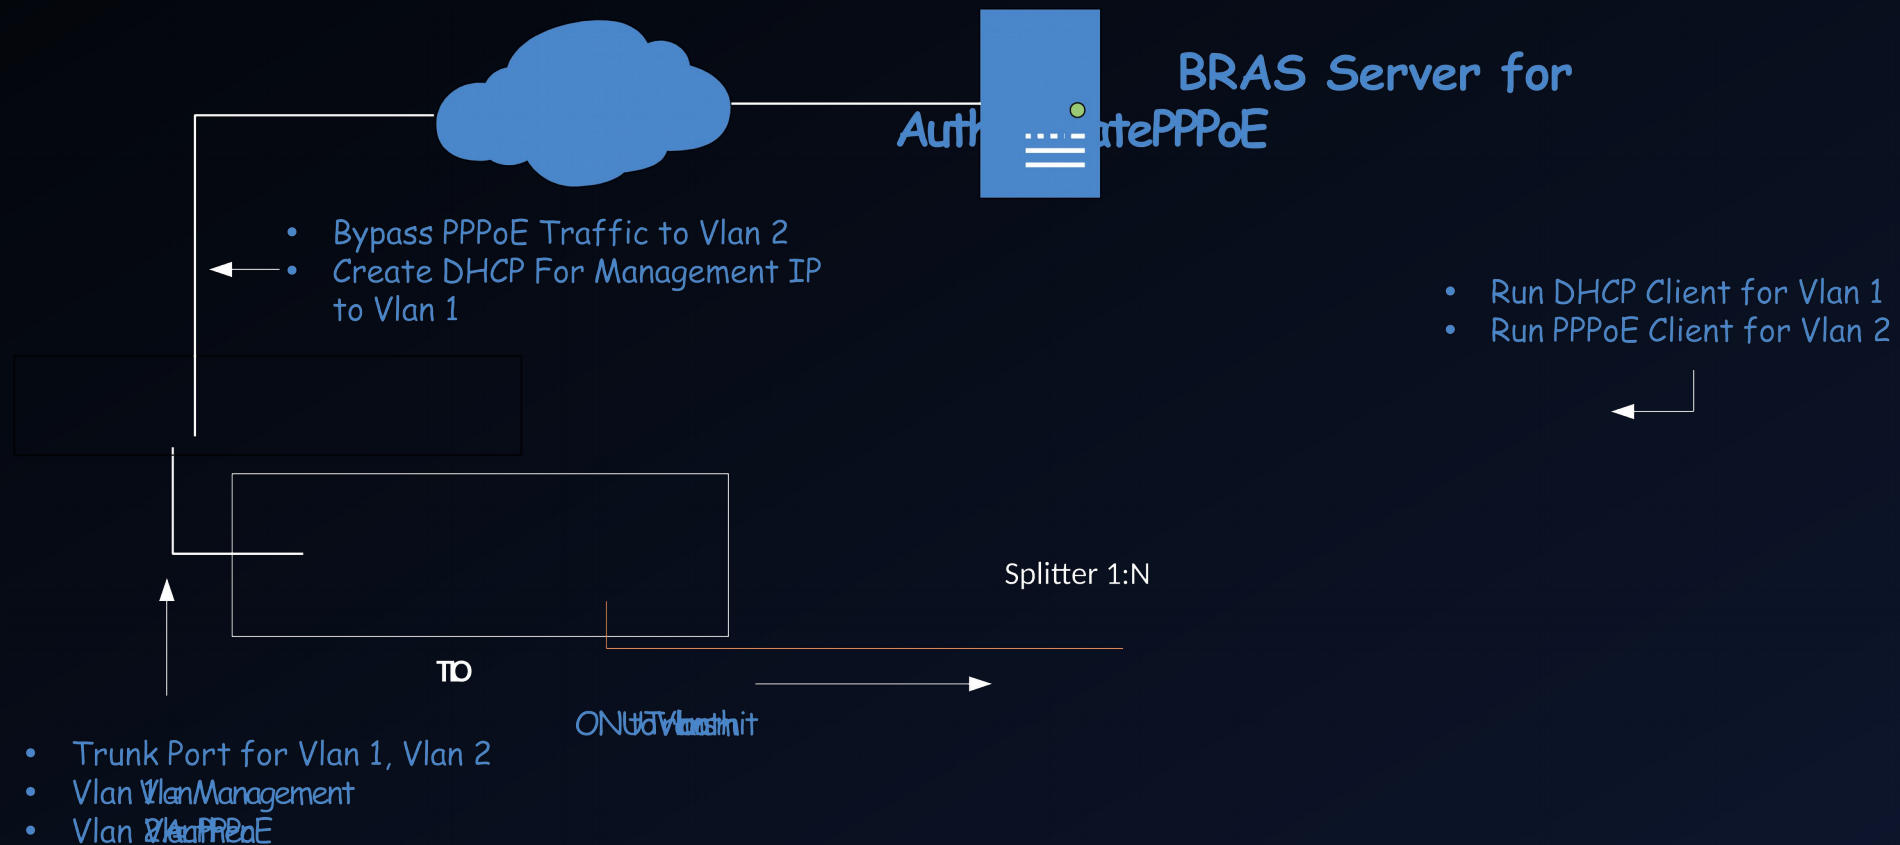 BRAS Server for
PPPoE
• Bypass PPPoE Traffic to Vlan 2
• Create DHCP For Management IP
to Vlan 1
• Run DHCP Client for Vlan 1
• Run PPPoE Client for Vlan 2
Splitter 1:N
ONU
• Trunk Port for Vlan 1, Vlan 2
• Vlan Management
• Vlan